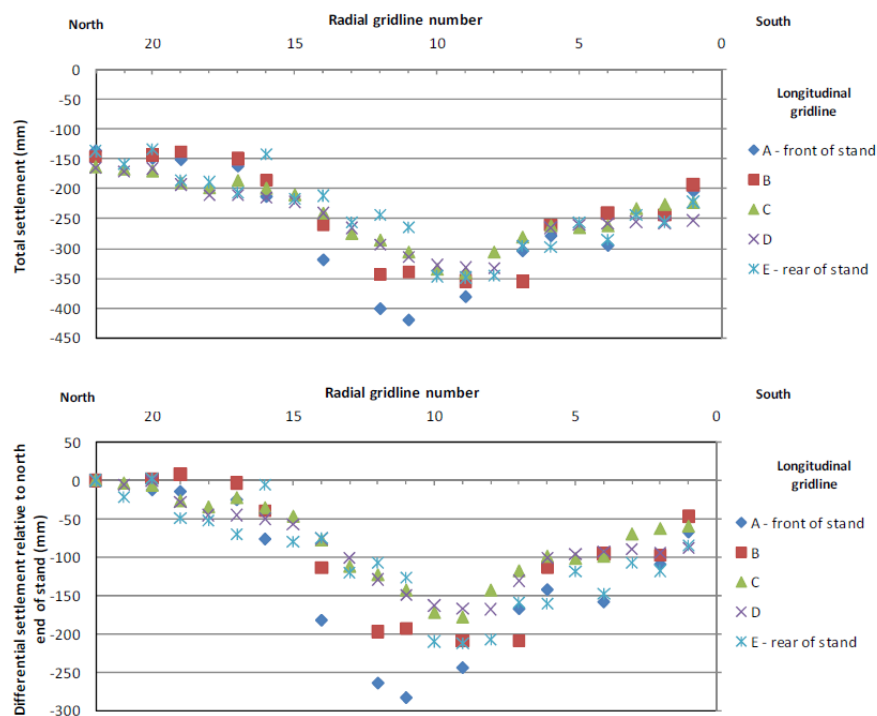 Radial gridline number
North
South
20
15
10
5
0
0
-50
-100
-150
-200
-250
-300
-350
-400
-450
Total settlement (mm)
Longitudinal
gridline
A - front of stand
B
C
D
E - rear of stand
Radial gridline number
North
South
20
15
10
5
0
50
0
-50
-100
-150
-200
-250
-300
Differential settlement relative to north
end of stand (mm)
Longitudinal
gridline
A - front of stand
B
C
D
E - rear of stand